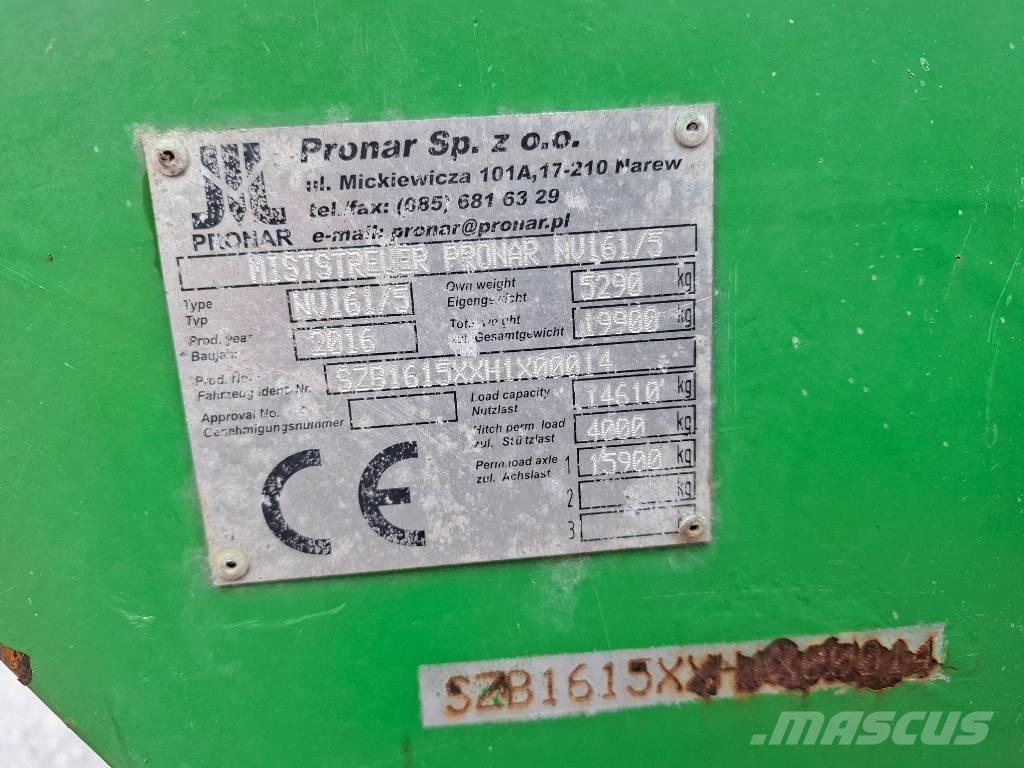 Pronar Sp. z o.o.
ul. Mickiewicza 101A,17-210 Narew
tel./fax: (085) 681 63 29
e-mail: pronar@pronar.pl
PRONAR
MISTSTREUER PRONAR NV161/5
Type
Typ
NV161/5
Own weight
Eigengewicht
5290 kg
Prod. year
Baujahr
2016
Total weight
zul. Gesamtgewicht
19900 kg
Prod. Nr.
Fahrzeug Ident. Nr.
SZB1615XXH1X00014
Approval No.
Genehmigungsnummer
Load capacity
Nutzlast
14610 kg
Hitch perm. load
zul. Stützlast
4000 kg
Perm.load axle
zul. Achslast
1 15900 kg
2 kg
3
CE
SZB1615XXH1X00014
MASCUS